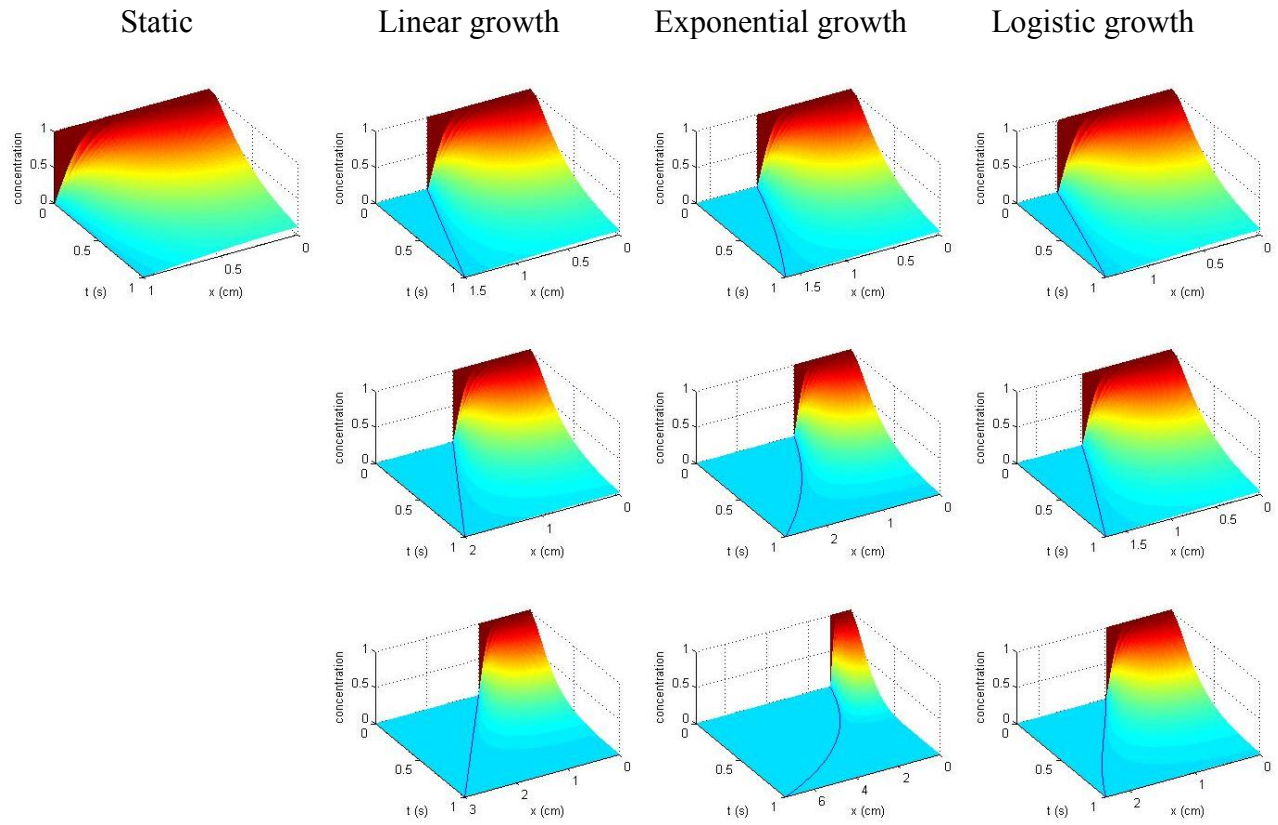 Static Linear growth Exponential growth Logistic growth
concentration 1 0.5 0 0 0.5 1 t (s) 1 0.5 0 x (cm)
concentration 1 0.5 0 0 0.5 1 t (s) 1.5 1 0.5 0 x (cm)
concentration 1 0.5 0 0 0.5 1 t (s) 1.5 1 0.5 0 x (cm)
concentration 1 0.5 0 0 0.5 1 t (s) 1 0.5 0 x (cm)
concentration 1 0.5 0 0 0.5 1 t (s) 2 1 0 x (cm)
concentration 1 0.5 0 0 0.5 1 t (s) 2 1 0 x (cm)
concentration 1 0.5 0 0 0.5 1 t (s) 1.5 1 0.5 0 x (cm)
concentration 1 0.5 0 0 0.5 1 t (s) 3 2 1 0 x (cm)
concentration 1 0.5 0 0 0.5 1 t (s) 6 4 2 0 x (cm)
concentration 1 0.5 0 0 0.5 1 t (s) 2 1 0 x (cm)